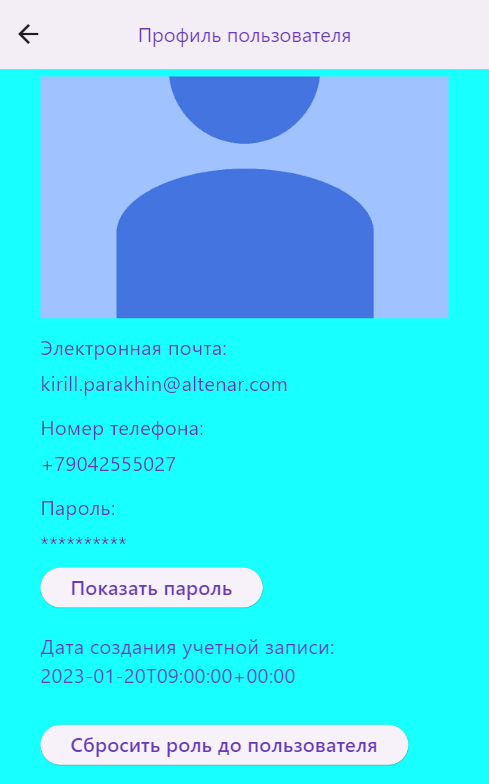 Профиль пользователя
Электронная почта:
kirill.parakhin@altenar.com
Номер телефона:
+79042555027
Пароль:
**********
Показать пароль
Дата создания учетной записи:
2023-01-20T09:00:00+00:00
Сбросить роль до пользователя